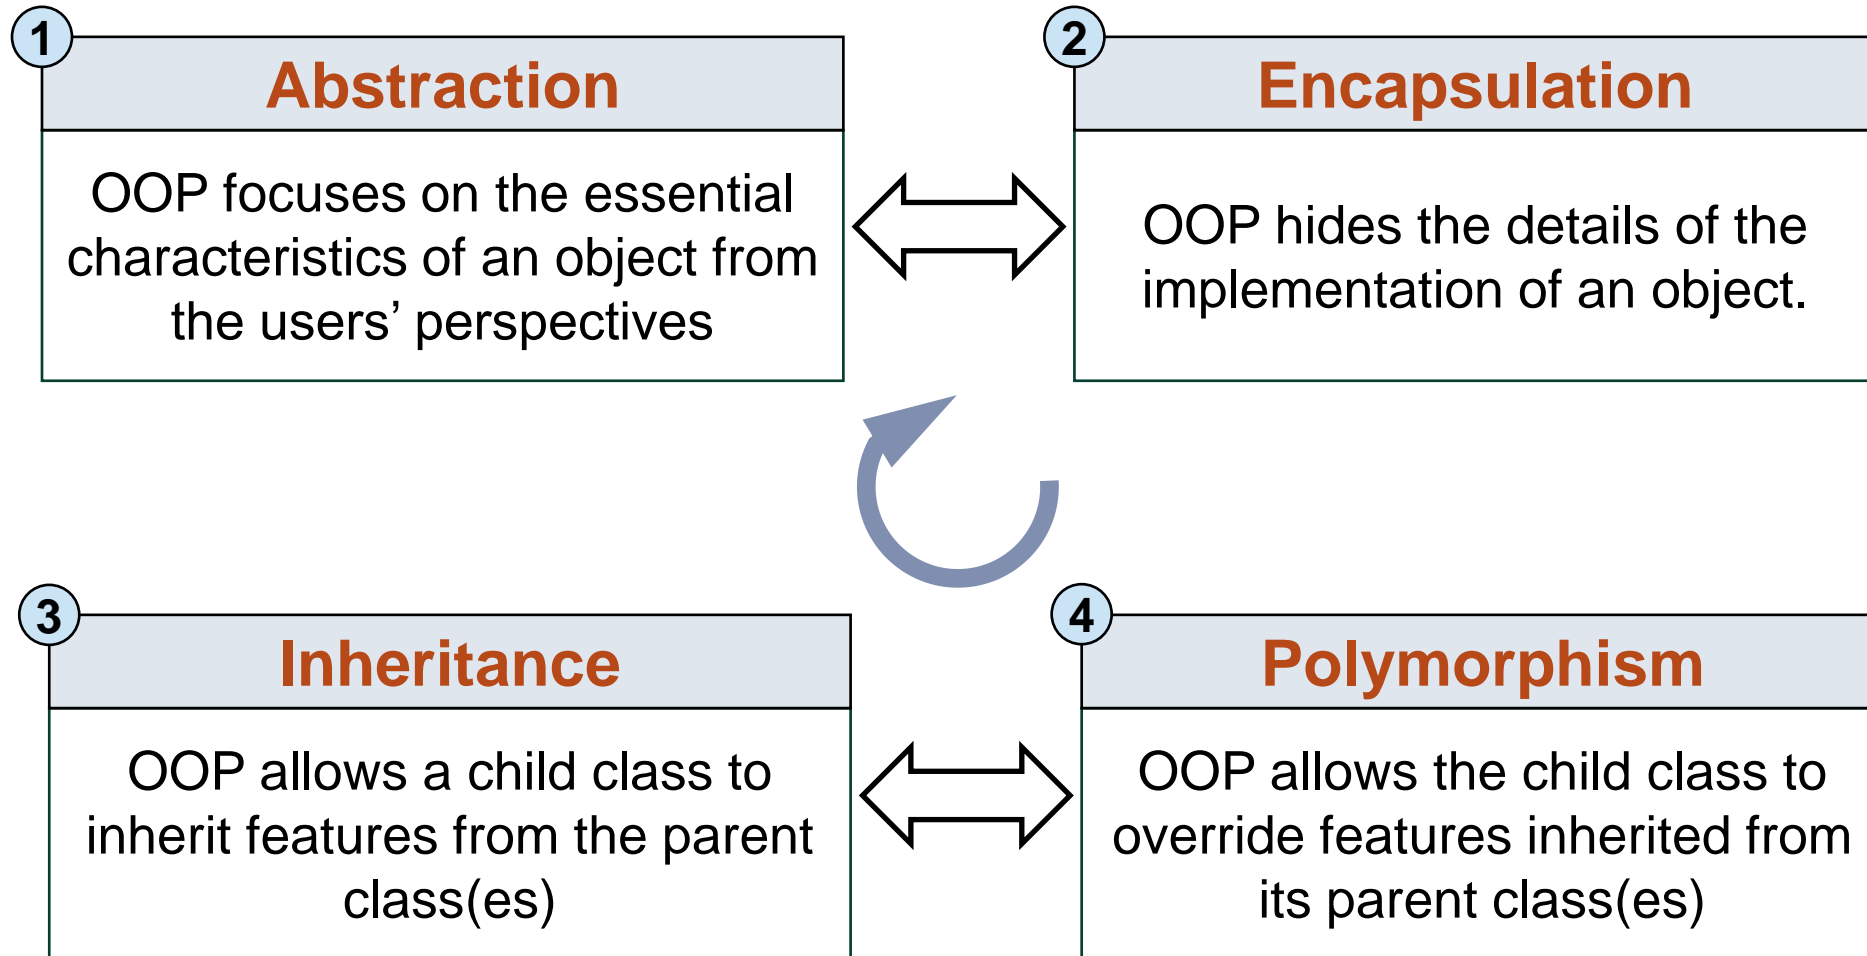 1
Abstraction
OOP focuses on the essential
characteristics of an object from
the users’ perspectives
2
Encapsulation
OOP hides the details of the
implementation of an object.
3
Inheritance
OOP allows a child class to
inherit features from the parent
class(es)
4
Polymorphism
OOP allows the child class to
override features inherited from
its parent class(es)